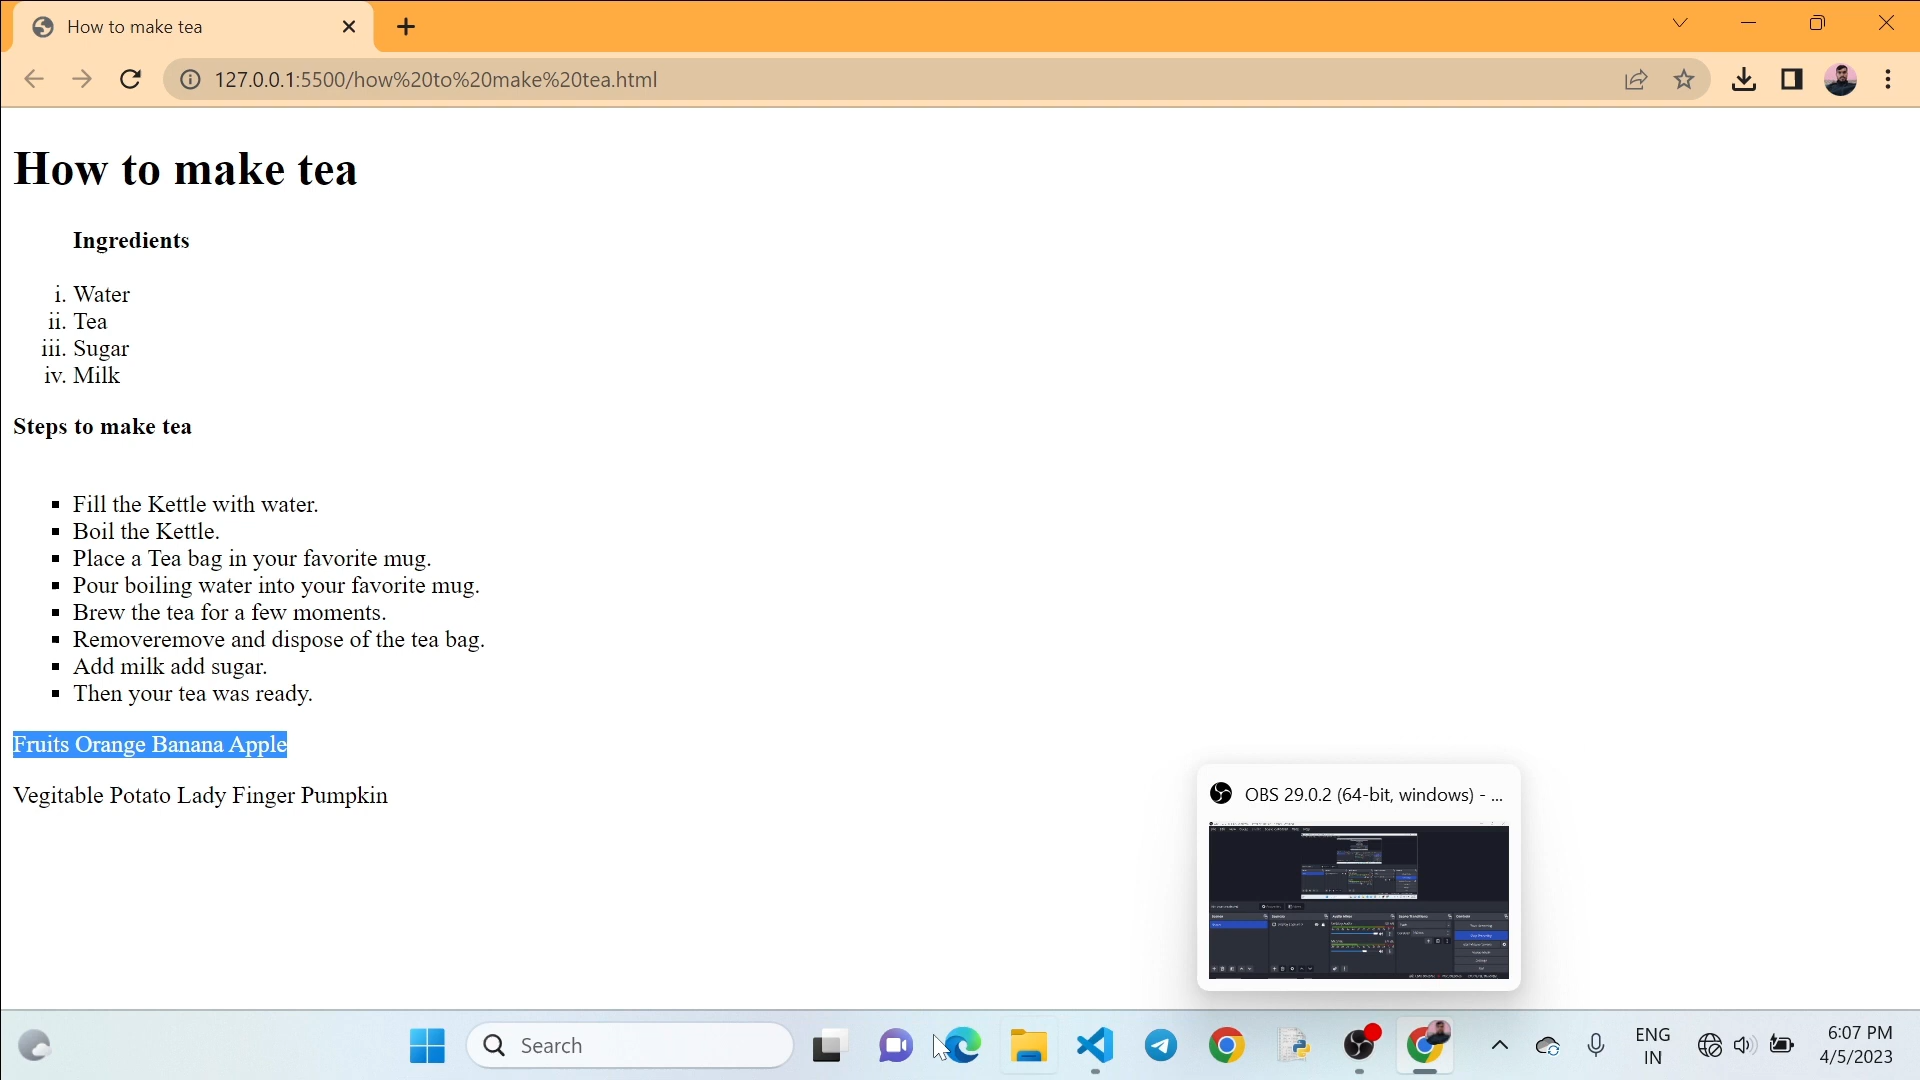 How to make tea
127.0.0.1:5500/how%20to%20make%20tea.html
How to make tea
Ingredients
i. Water
ii. Tea
iii. Sugar
iv. Milk
Steps to make tea
▪ Fill the Kettle with water.
▪ Boil the Kettle.
▪ Place a Tea bag in your favorite mug.
▪ Pour boiling water into your favorite mug.
▪ Brew the tea for a few moments.
▪ Removeremove and dispose of the tea bag.
▪ Add milk add sugar.
▪ Then your tea was ready.
Fruits Orange Banana Apple
Vegitable Potato Lady Finger Pumpkin
OBS 29.0.2 (64-bit, windows) - ...
Search
ENG
IN
6:07 PM
4/5/2023